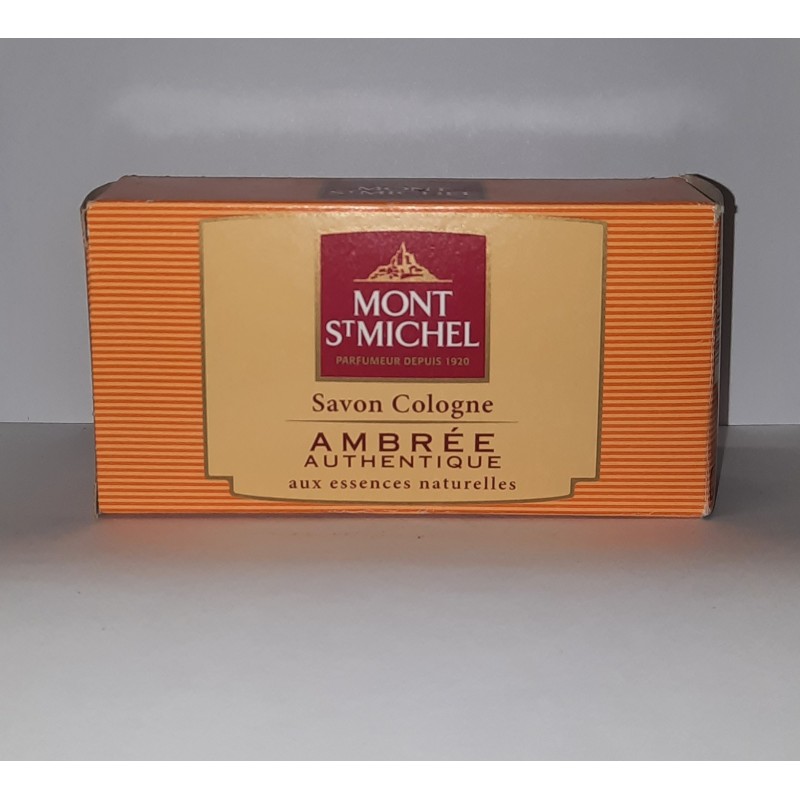 MONT
ST MICHEL
PARFUMEUR DEPUIS 1920
Savon Cologne
AMBRÉE
AUTHENTIQUE
aux essences naturelles